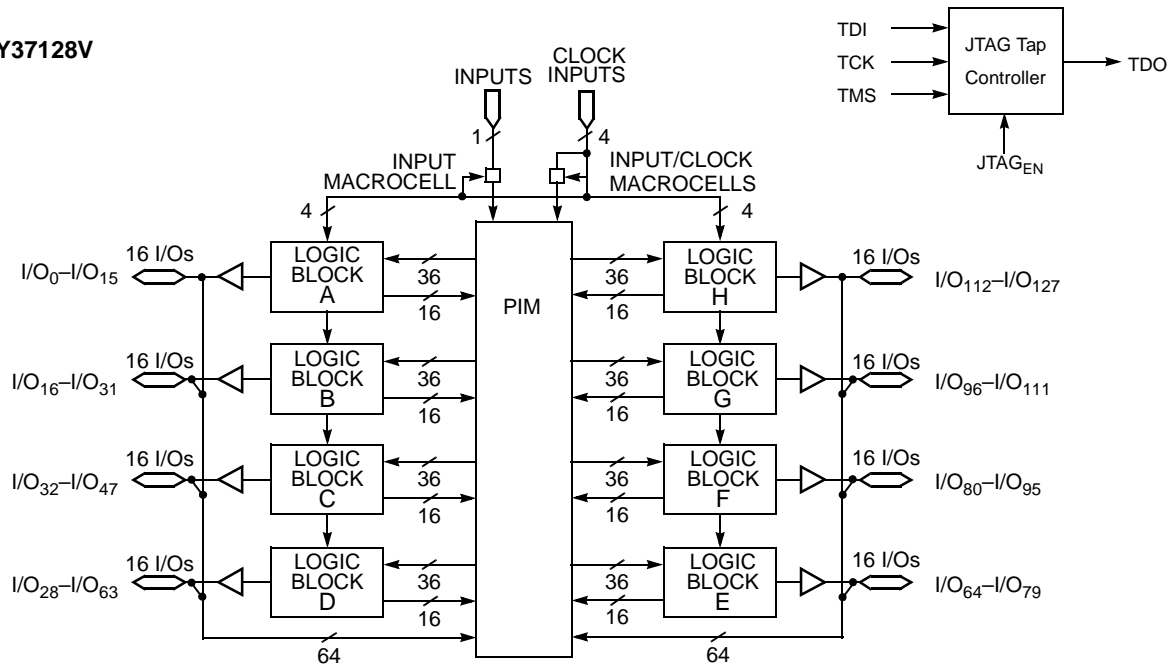 Y37128V
TDI
TCK
TMS
JTAG Tap
Controller
TDO
JTAG_EN
INPUTS
CLOCK
INPUTS
1
4
INPUT
MACROCELL
INPUT/CLOCK
MACROCELLS
4
4
PIM
I/O₀–I/O₁₅
16 I/Os
LOGIC
BLOCK
A
36
16
36
16
LOGIC
BLOCK
H
16 I/Os
I/O₁₁₂–I/O₁₂₇
I/O₁₆–I/O₃₁
16 I/Os
LOGIC
BLOCK
B
36
16
36
16
LOGIC
BLOCK
G
16 I/Os
I/O₉₆–I/O₁₁₁
I/O₃₂–I/O₄₇
16 I/Os
LOGIC
BLOCK
C
36
16
36
16
LOGIC
BLOCK
F
16 I/Os
I/O₈₀–I/O₉₅
I/O₂₈–I/O₆₃
16 I/Os
LOGIC
BLOCK
D
36
16
36
16
LOGIC
BLOCK
E
16 I/Os
I/O₆₄–I/O₇₉
64
64